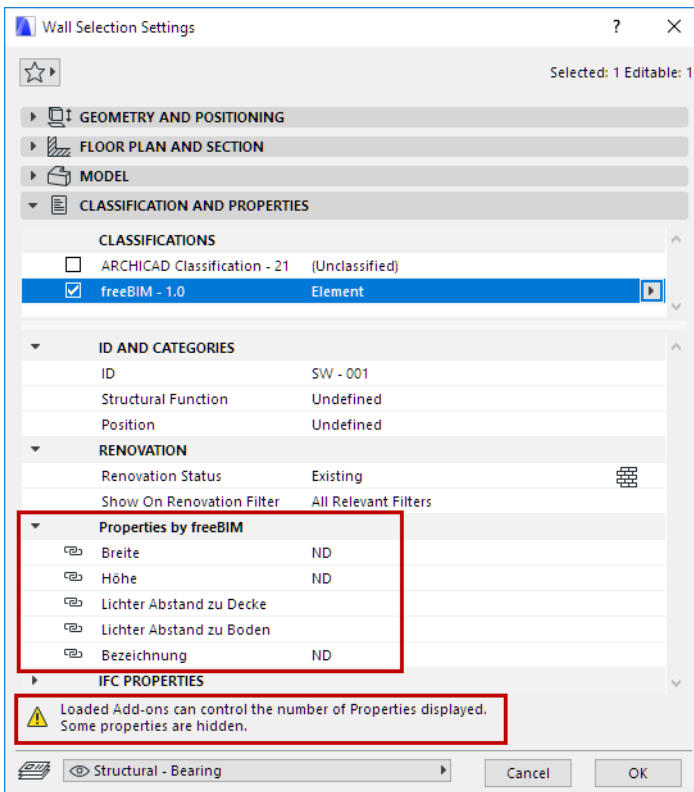 Wall Selection Settings ? ×
Selected: 1 Editable: 1
GEOMETRY AND POSITIONING
FLOOR PLAN AND SECTION
MODEL
CLASSIFICATION AND PROPERTIES
CLASSIFICATIONS
ARCHICAD Classification - 21 (Unclassified)
freeBIM - 1.0 Element
ID AND CATEGORIES
ID SW - 001
Structural Function Undefined
Position Undefined
RENOVATION
Renovation Status Existing
Show On Renovation Filter All Relevant Filters
Properties by freeBIM
Breite ND
Höhe ND
Lichter Abstand zu Decke
Lichter Abstand zu Boden
Bezeichnung ND
IFC PROPERTIES
Loaded Add-ons can control the number of Properties displayed.
Some properties are hidden.
Structural - Bearing Cancel OK